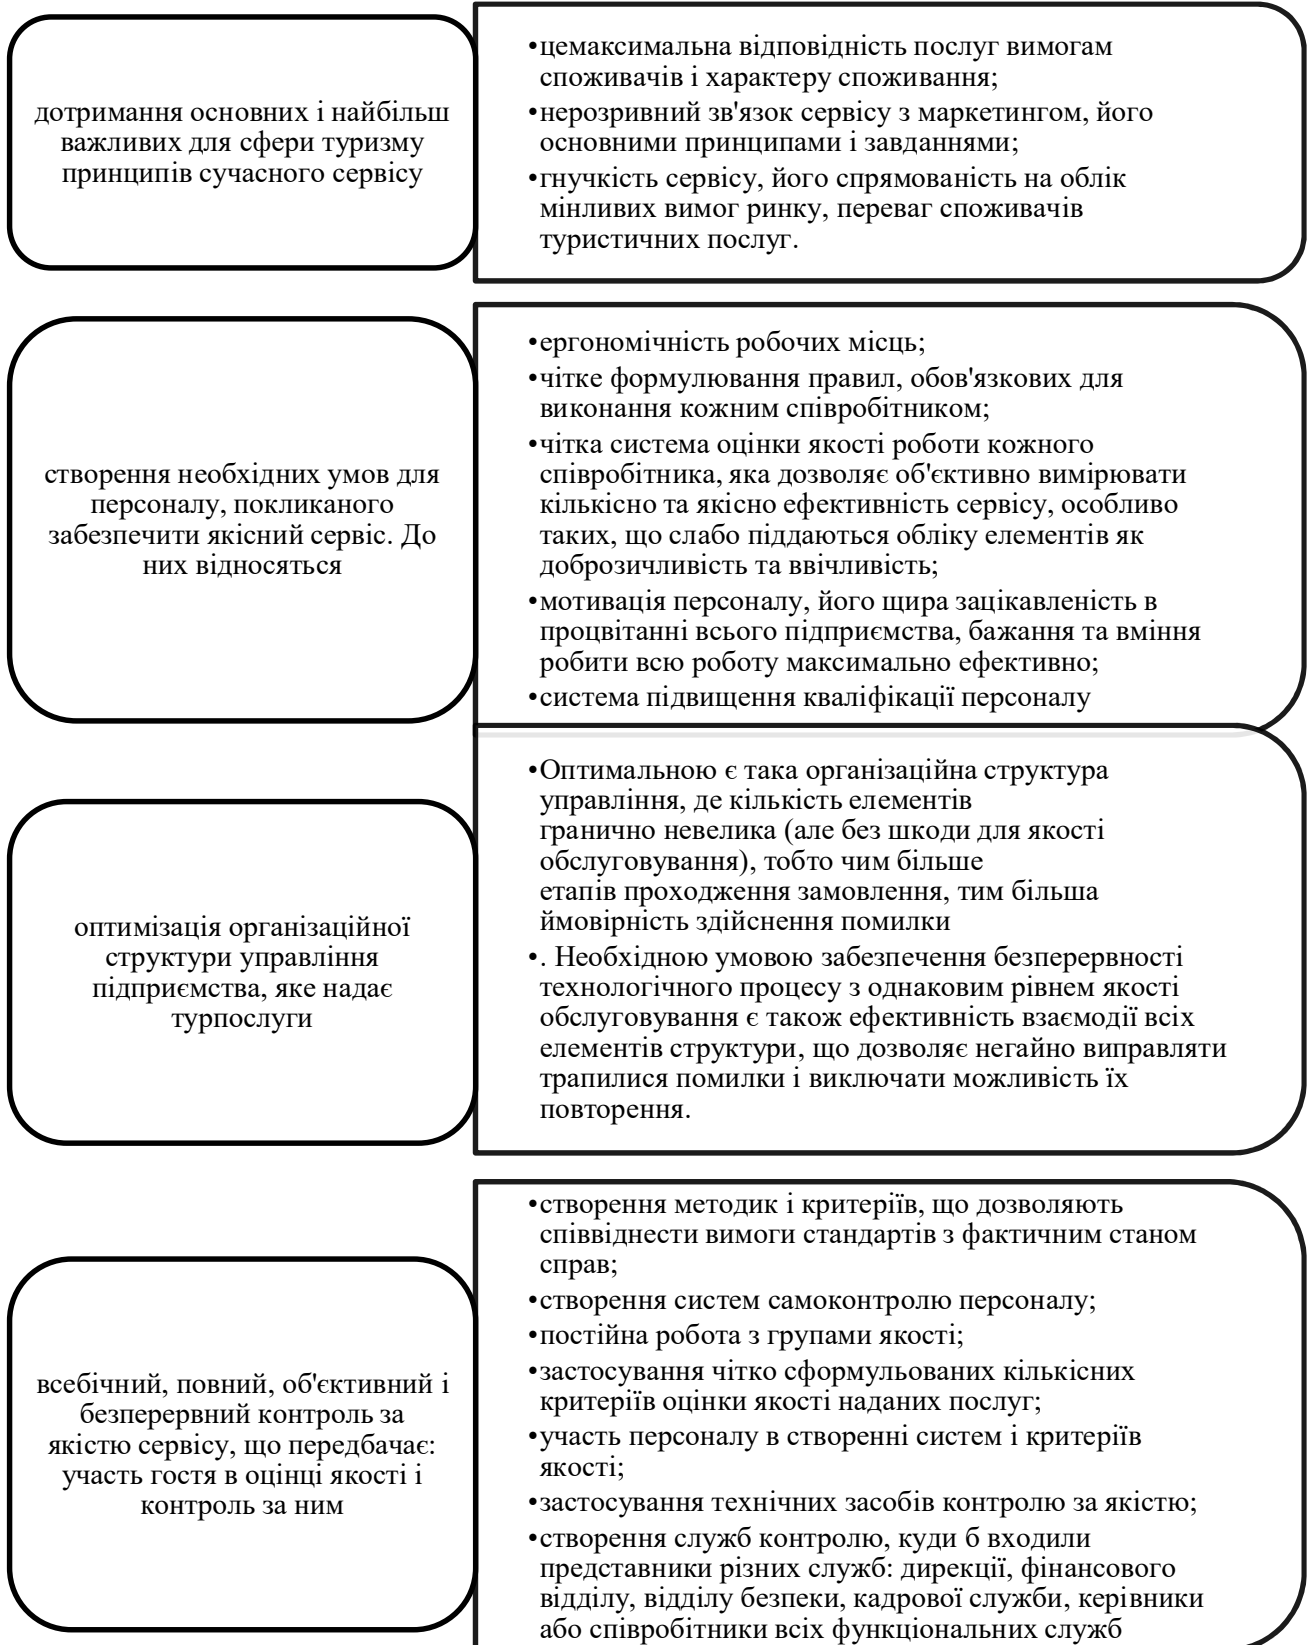 дотримання основних і найбільш
важливих для сфери туризму
принципів сучасного сервісу
•цемаксимальна відповідність послуг вимогам
споживачів і характеру споживання;
•нерозривний зв'язок сервісу з маркетингом, його
основними принципами і завданнями;
•гнучкість сервісу, його спрямованість на облік
мінливих вимог ринку, переваг споживачів
туристичних послуг.
створення необхідних умов для
персоналу, покликаного
забезпечити якісний сервіс. До
них відносяться
•ергономічність робочих місць;
•чітке формулювання правил, обов'язкових для
виконання кожним співробітником;
•чітка система оцінки якості роботи кожного
співробітника, яка дозволяє об'єктивно вимірювати
кількісно та якісно ефективність сервісу, особливо
таких, що слабо піддаються обліку елементів як
доброзичливість та ввічливість;
•мотивація персоналу, його щира зацікавленість в
процвітанні всього підприємства, бажання та вміння
робити всю роботу максимально ефективно;
•система підвищення кваліфікації персоналу
оптимізація організаційної
структури управління
підприємства, яке надає
турпослуги
•Оптимальною є така організаційна структура
управління, де кількість елементів
гранично невелика (але без шкоди для якості
обслуговування), тобто чим більше
етапів проходження замовлення, тим більша
ймовірність здійснення помилки
•. Необхідною умовою забезпечення безперервності
технологічного процесу з однаковим рівнем якості
обслуговування є також ефективність взаємодії всіх
елементів структури, що дозволяє негайно виправляти
трапилися помилки і виключати можливість їх
повторення.
всебічний, повний, об'єктивний і
безперервний контроль за
якістю сервісу, що передбачає:
участь гостя в оцінці якості і
контроль за ним
•створення методик і критеріїв, що дозволяють
співвіднести вимоги стандартів з фактичним станом
справ;
•створення систем самоконтролю персоналу;
•постійна робота з групами якості;
•застосування чітко сформульованих кількісних
критеріїв оцінки якості наданих послуг;
•участь персоналу в створенні систем і критеріїв
якості;
•застосування технічних засобів контролю за якістю;
•створення служб контролю, куди б входили
представники різних служб: дирекції, фінансового
відділу, відділу безпеки, кадрової служби, керівники
або співробітники всіх функціональних служб